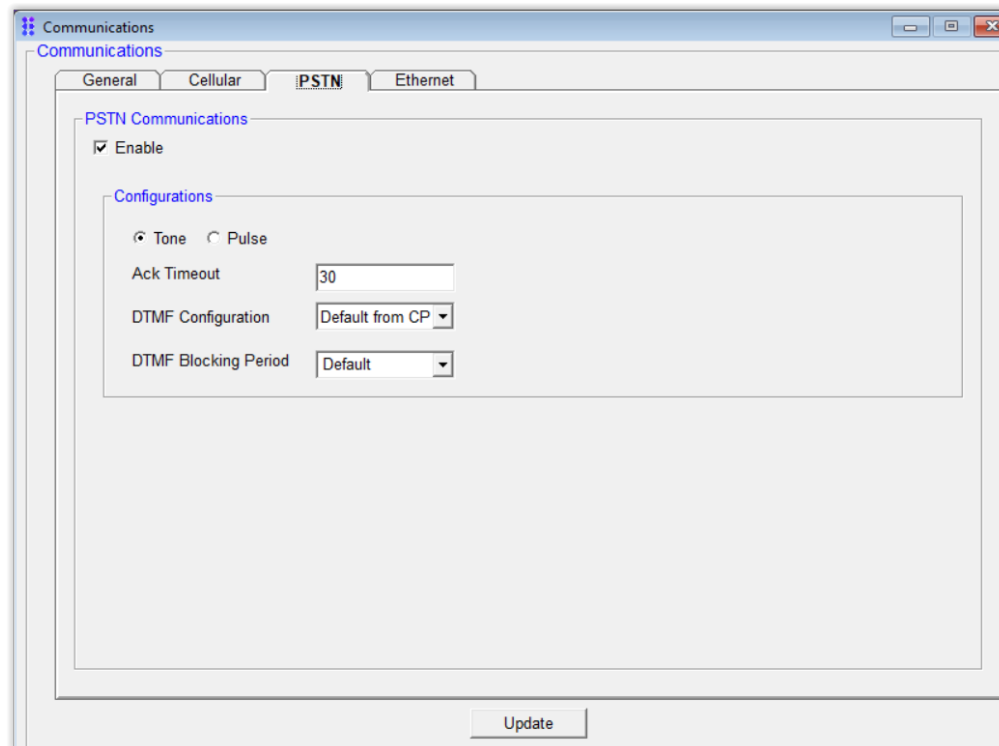 Communications
Communications
General Cellular PSTN Ethernet
PSTN Communications
Enable
Configurations
Tone Pulse
Ack Timeout 30
DTMF Configuration Default from CP
DTMF Blocking Period Default
Update